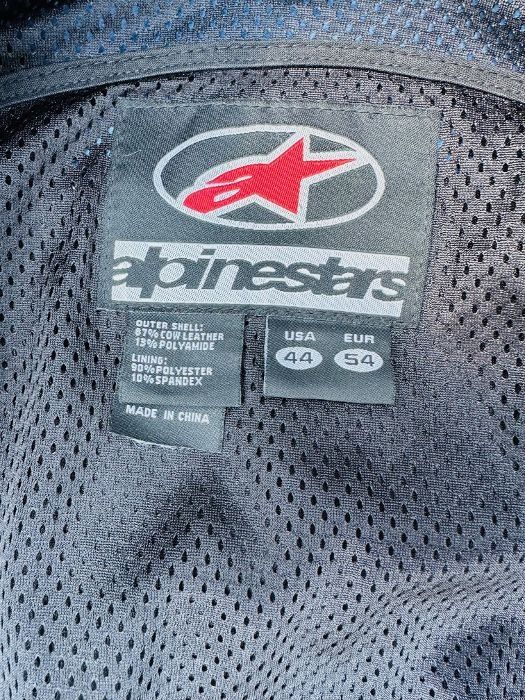 alpinestars
OUTER SHELL:
87% COW LEATHER
13% POLYAMIDE
LINING:
90% POLYESTER
10% SPANDEX
MADE IN CHINA
USA EUR
44 54